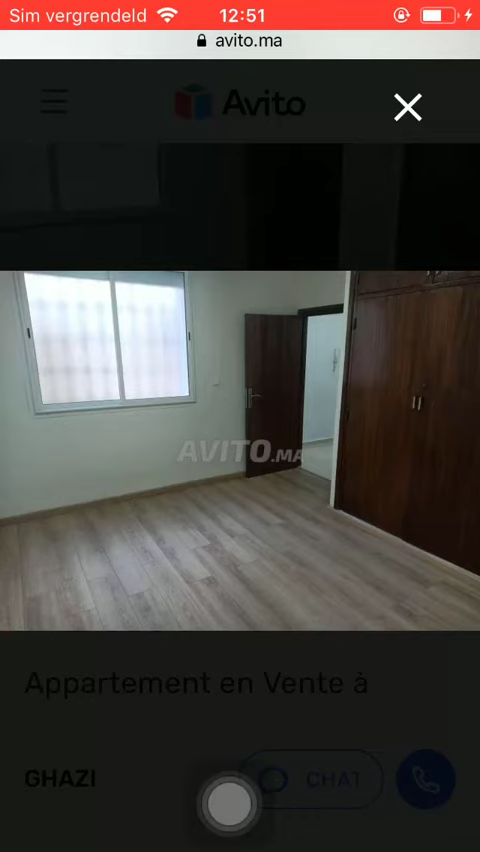 Sim vergrendeld
12:51
avito.ma
Avito
AVITO.MA
Appartement en Vente à
GHAZI
CHAT